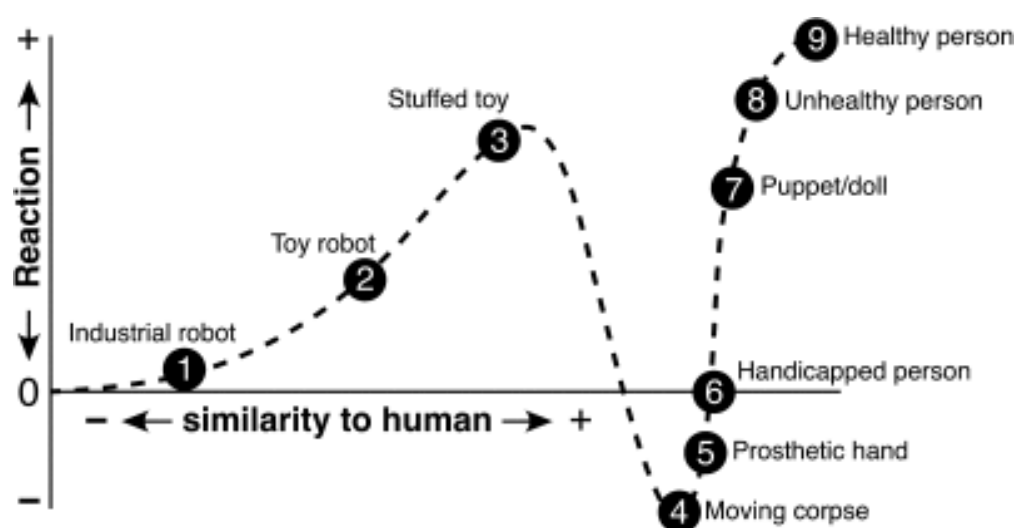 +
9 Healthy person
8 Unhealthy person
Stuffed toy
3
7 Puppet/doll
Reaction
Toy robot
2
Industrial robot
1
0
6 Handicapped person
– similarity to human +
5 Prosthetic hand
–
4 Moving corpse